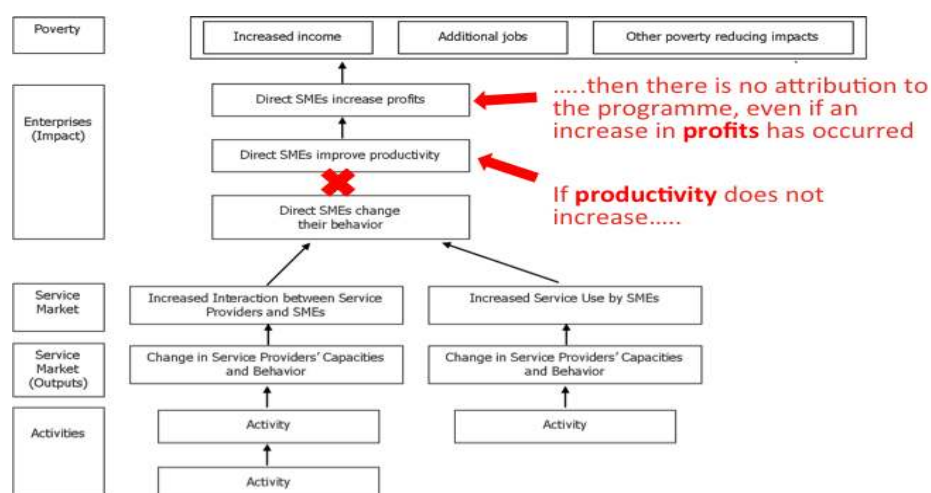 Poverty
Increased income
Additional jobs
Other poverty reducing impacts
Enterprises
(Impact)
Direct SMEs increase profits
.....then there is no attribution to
the programme, even if an
increase in profits has occurred
Direct SMEs improve productivity
If productivity does not
increase.....
Direct SMEs change
their behavior
Service
Market
Increased Interaction between Service
Providers and SMEs
Increased Service Use by SMEs
Service
Market
(Outputs)
Change in Service Providers' Capacities
and Behavior
Change in Service Providers' Capacities
and Behavior
Activities
Activity
Activity
Activity